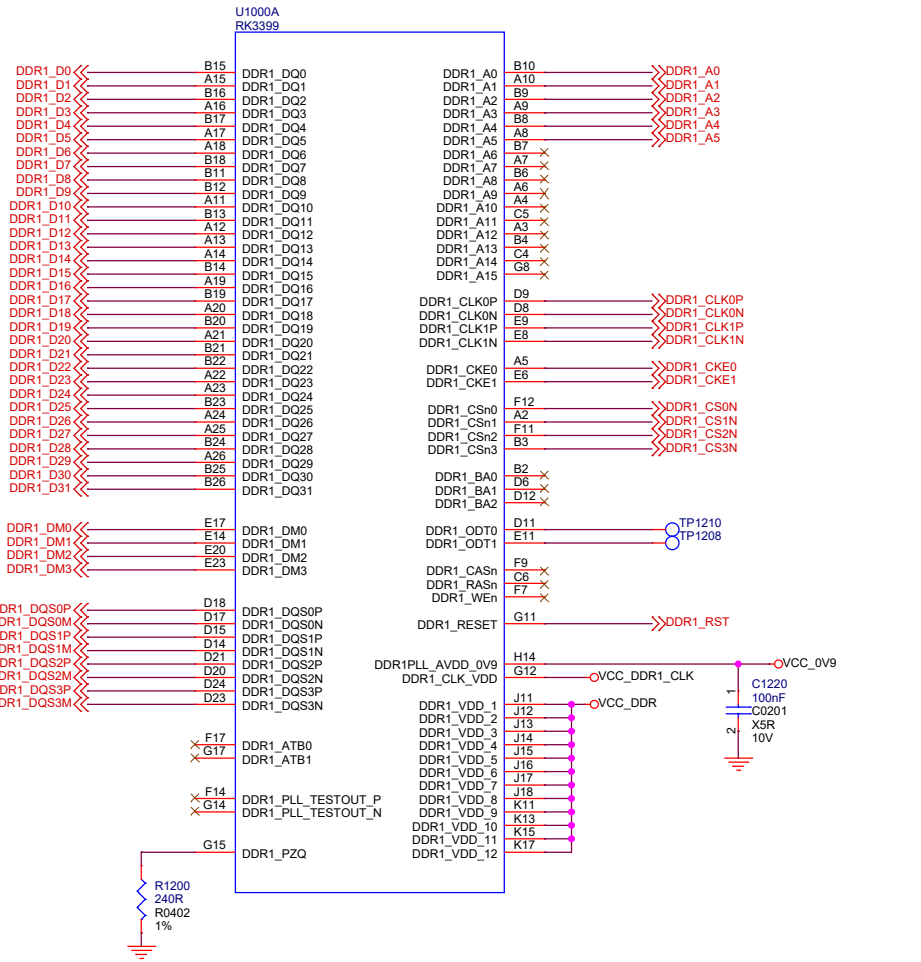 U1000A
RK3399
DDR1_D0 B15 DDR1_DQ0 DDR1_A0 B10 DDR1_A0
DDR1_D1 A15 DDR1_DQ1 DDR1_A1 A10 DDR1_A1
DDR1_D2 B16 DDR1_DQ2 DDR1_A2 B9 DDR1_A2
DDR1_D3 A16 DDR1_DQ3 DDR1_A3 A9 DDR1_A3
DDR1_D4 B17 DDR1_DQ4 DDR1_A4 B8 DDR1_A4
DDR1_D5 A17 DDR1_DQ5 DDR1_A5 A8 DDR1_A5
DDR1_D6 A18 DDR1_DQ6 DDR1_A6 B7
DDR1_D7 B18 DDR1_DQ7 DDR1_A7 A7
DDR1_D8 B11 DDR1_DQ8 DDR1_A8 B6
DDR1_D9 B12 DDR1_DQ9 DDR1_A9 A6
DDR1_D10 A11 DDR1_DQ10 DDR1_A10 A4
DDR1_D11 B13 DDR1_DQ11 DDR1_A11 C5
DDR1_D12 A12 DDR1_DQ12 DDR1_A12 A3
DDR1_D13 A13 DDR1_DQ13 DDR1_A13 B4
DDR1_D14 A14 DDR1_DQ14 DDR1_A14 C4
DDR1_D15 B14 DDR1_DQ15 DDR1_A15 G8
DDR1_D16 A19 DDR1_DQ16
DDR1_D17 B19 DDR1_DQ17 DDR1_CLK0P D9 DDR1_CLK0P
DDR1_D18 A20 DDR1_DQ18 DDR1_CLK0N D8 DDR1_CLK0N
DDR1_D19 B20 DDR1_DQ19 DDR1_CLK1P E9 DDR1_CLK1P
DDR1_D20 A21 DDR1_DQ20 DDR1_CLK1N E8 DDR1_CLK1N
DDR1_D21 B21 DDR1_DQ21
DDR1_D22 B22 DDR1_DQ22 DDR1_CKE0 A5 DDR1_CKE0
DDR1_D23 A22 DDR1_DQ23 DDR1_CKE1 E6 DDR1_CKE1
DDR1_D24 A23 DDR1_DQ24
DDR1_D25 B23 DDR1_DQ25 DDR1_CSn0 F12 DDR1_CS0N
DDR1_D26 A24 DDR1_DQ26 DDR1_CSn1 A2 DDR1_CS1N
DDR1_D27 A25 DDR1_DQ27 DDR1_CSn2 F11 DDR1_CS2N
DDR1_D28 B24 DDR1_DQ28 DDR1_CSn3 B3 DDR1_CS3N
DDR1_D29 A26 DDR1_DQ29
DDR1_D30 B25 DDR1_DQ30 DDR1_BA0 B2
DDR1_D31 B26 DDR1_DQ31 DDR1_BA1 D6
DDR1_BA2 D12
DDR1_DM0 E17 DDR1_DM0 DDR1_ODT0 D11 TP1210
DDR1_DM1 E14 DDR1_DM1 DDR1_ODT1 E11 TP1208
DDR1_DM2 E20 DDR1_DM2
DDR1_DM3 E23 DDR1_DM3 DDR1_CASn F9
DDR1_RASn C6
DDR1_WEn F7
DDR1_DQS0P D18 DDR1_DQS0P
DDR1_DQS0M D17 DDR1_DQS0N DDR1_RESET G11 DDR1_RST
DDR1_DQS1P D15 DDR1_DQS1P
DDR1_DQS1M D14 DDR1_DQS1N
DDR1_DQS2P D21 DDR1_DQS2P DDR1PLL_AVDD_0V9 H14 VCC_0V9
DDR1_DQS2M D20 DDR1_DQS2N DDR1_CLK_VDD G12 VCC_DDR1_CLK
DDR1_DQS3P D24 DDR1_DQS3P
DDR1_DQS3M D23 DDR1_DQS3N DDR1_VDD_1 J11 VCC_DDR
DDR1_VDD_2 J12
DDR1_VDD_3 J13
DDR1_ATB0 F17 DDR1_VDD_4 J14
DDR1_ATB1 G17 DDR1_VDD_5 J15
DDR1_VDD_6 J16
DDR1_VDD_7 J17
F14 DDR1_PLL_TESTOUT_P DDR1_VDD_8 J18
G14 DDR1_PLL_TESTOUT_N DDR1_VDD_9 K11
DDR1_VDD_10 K13
DDR1_VDD_11 K15
G15 DDR1_PZQ DDR1_VDD_12 K17
1
C1220
100nF
C0201
X5R
10V
2
R1200
240R
R0402
1%